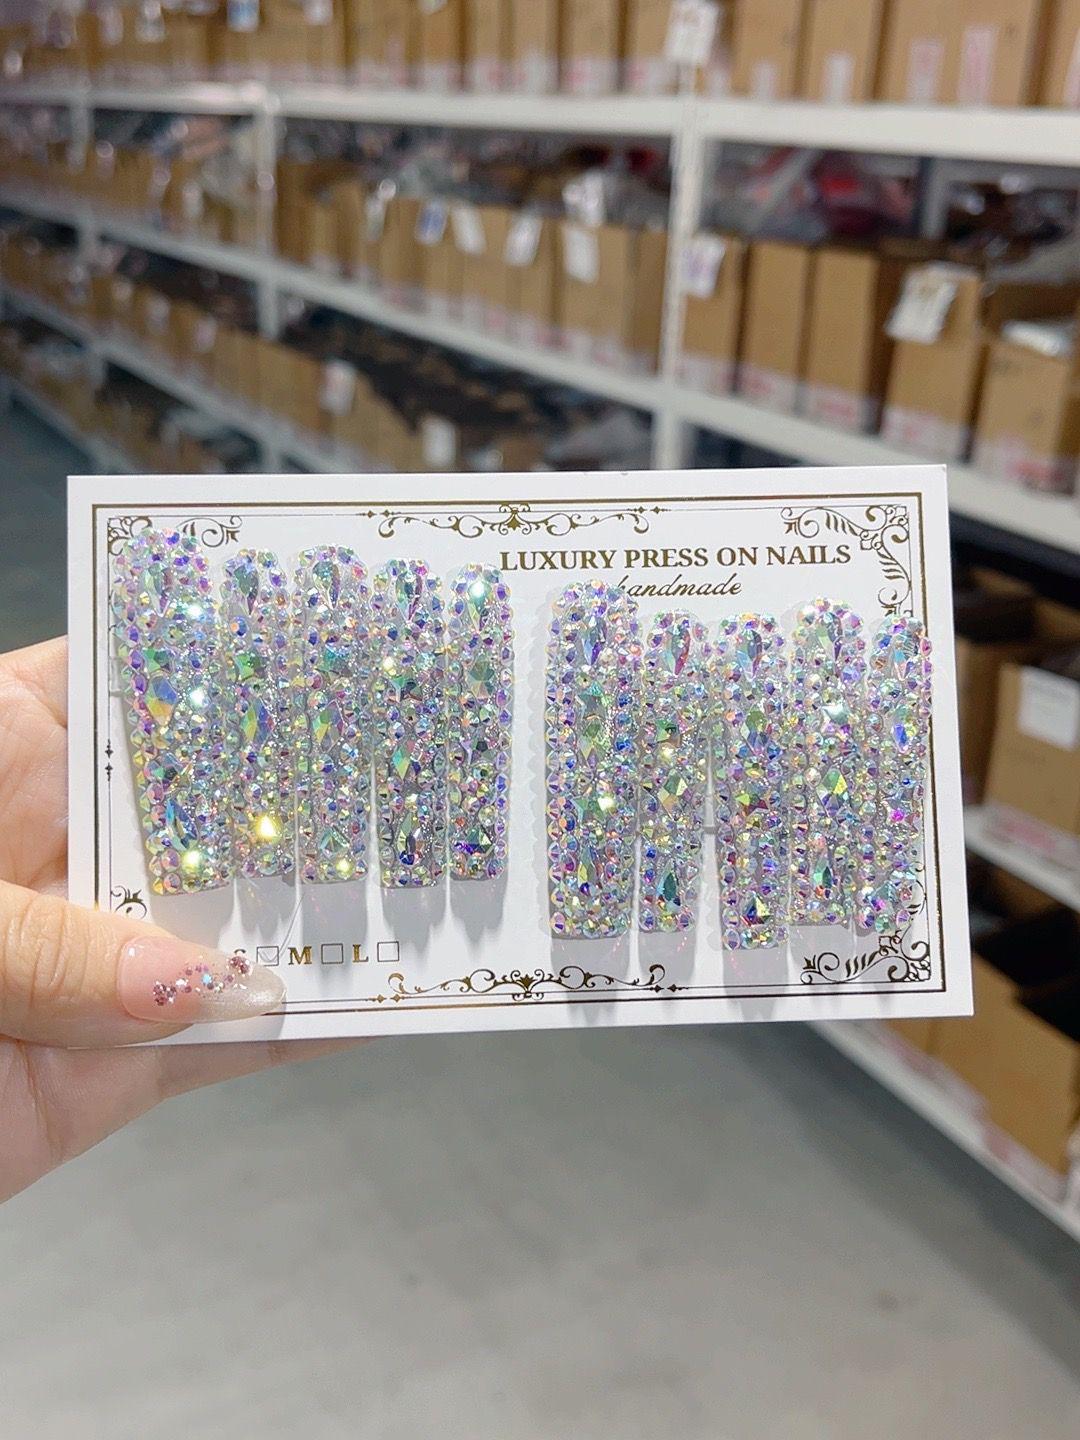 LUXURY PRESS ON NAILS
handmade
S M L